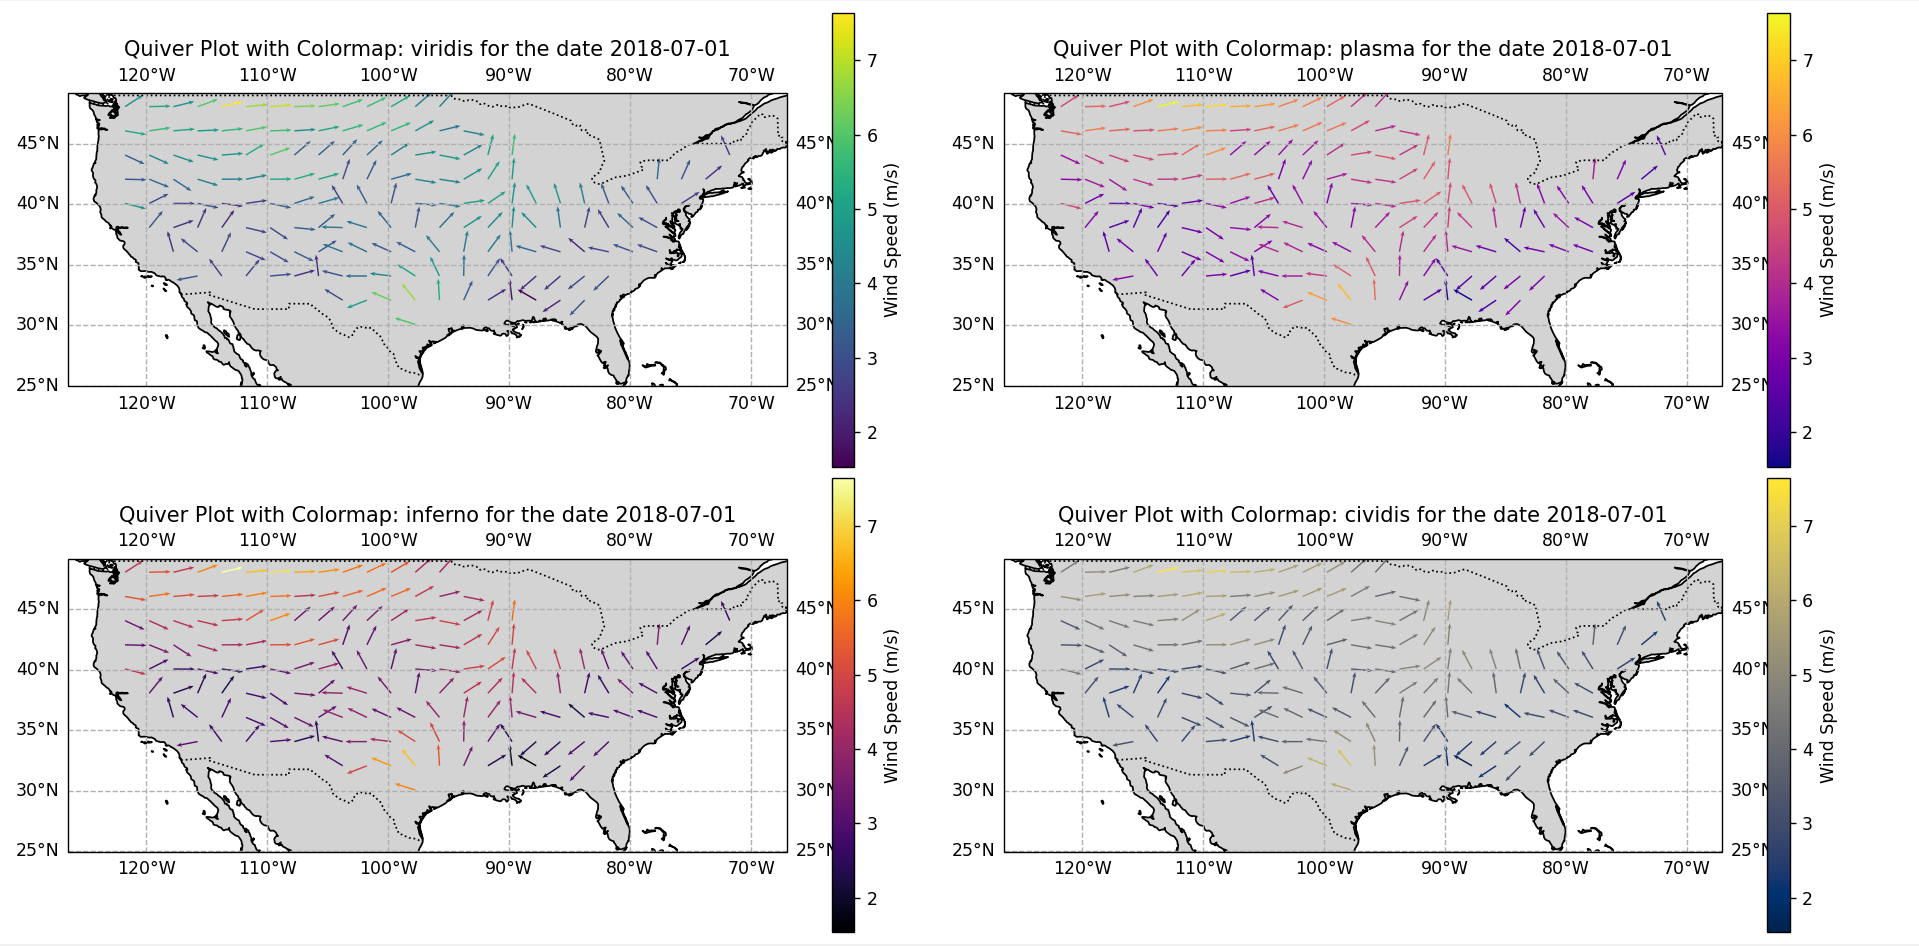 Quiver Plot with Colormap: viridis for the date 2018-07-01
120°W 110°W 100°W 90°W 80°W 70°W
45°N 45°N
40°N 40°N
35°N 35°N
30°N 30°N
25°N 25°N
120°W 110°W 100°W 90°W 80°W 70°W
7
6
5
4
3
2
Wind Speed (m/s)
Quiver Plot with Colormap: plasma for the date 2018-07-01
120°W 110°W 100°W 90°W 80°W 70°W
45°N 45°N
40°N 40°N
35°N 35°N
30°N 30°N
25°N 25°N
120°W 110°W 100°W 90°W 80°W 70°W
7
6
5
4
3
2
Wind Speed (m/s)
Quiver Plot with Colormap: inferno for the date 2018-07-01
120°W 110°W 100°W 90°W 80°W 70°W
45°N 45°N
40°N 40°N
35°N 35°N
30°N 30°N
25°N 25°N
120°W 110°W 100°W 90°W 80°W 70°W
7
6
5
4
3
2
Wind Speed (m/s)
Quiver Plot with Colormap: cividis for the date 2018-07-01
120°W 110°W 100°W 90°W 80°W 70°W
45°N 45°N
40°N 40°N
35°N 35°N
30°N 30°N
25°N 25°N
120°W 110°W 100°W 90°W 80°W 70°W
7
6
5
4
3
2
Wind Speed (m/s)